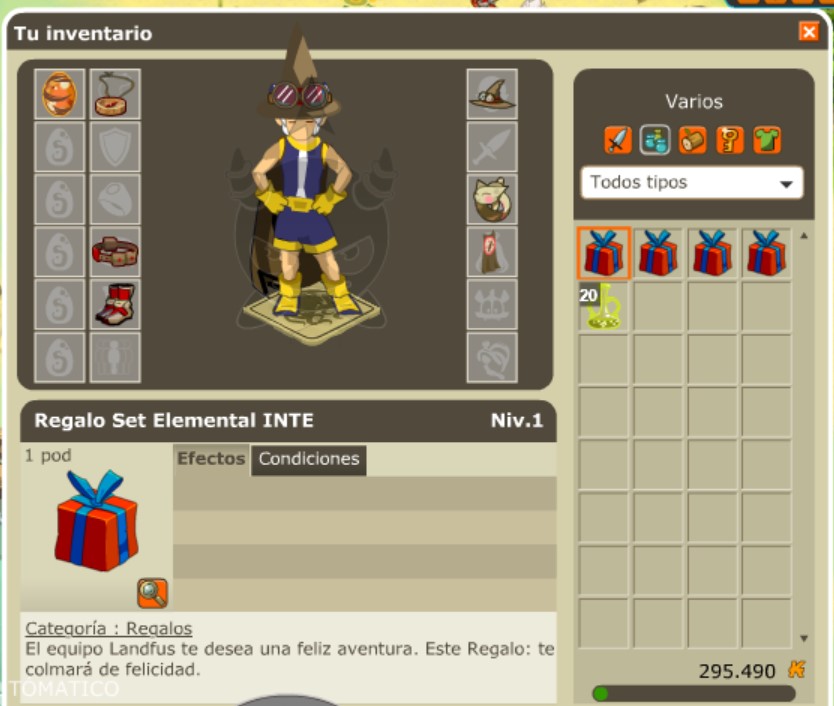 Tu inventario
Varios
Todos tipos
20
Regalo Set Elemental INTE Niv.1
1 pod
Efectos Condiciones
Categoría : Regalos
El equipo Landfus te desea una feliz aventura. Este Regalo: te
colmará de felicidad.
TOMATICO
295.490